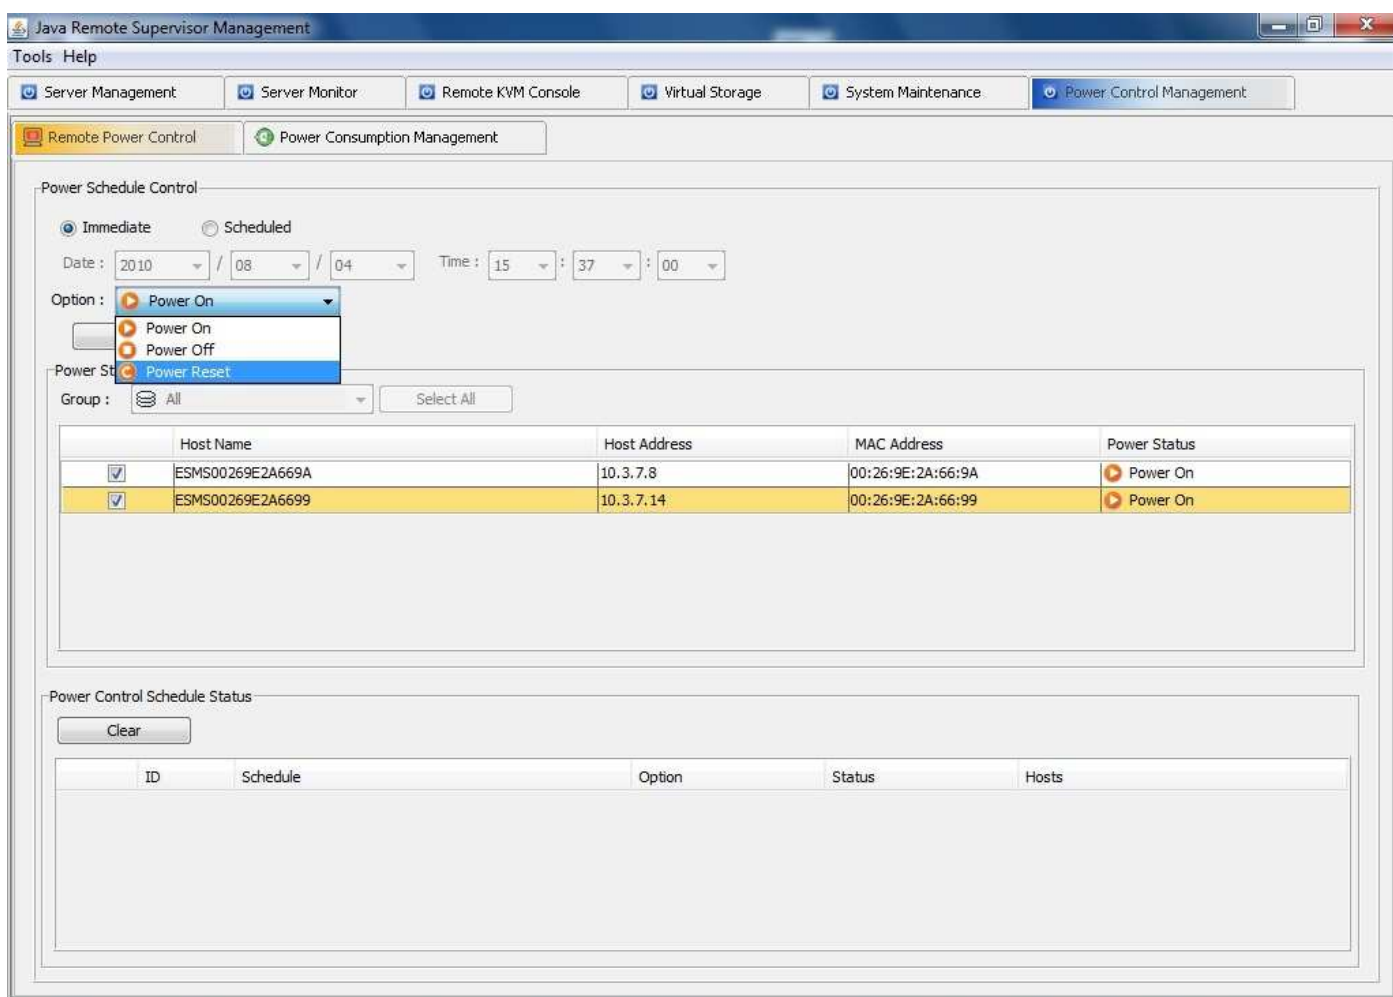 Java Remote Supervisor Management
Tools Help
Server Management Server Monitor Remote KVM Console Virtual Storage System Maintenance Power Control Management
Remote Power Control Power Consumption Management
Power Schedule Control
Immediate Scheduled
Date : 2010 / 08 / 04 Time : 15 : 37 : 00
Option : Power On
Power On
Power Off
Power Reset
Power St
Group : All Select All
Host Name Host Address MAC Address Power Status
ESMS00269E2A669A 10.3.7.8 00:26:9E:2A:66:9A Power On
ESMS00269E2A6699 10.3.7.14 00:26:9E:2A:66:99 Power On
Power Control Schedule Status
Clear
ID Schedule Option Status Hosts